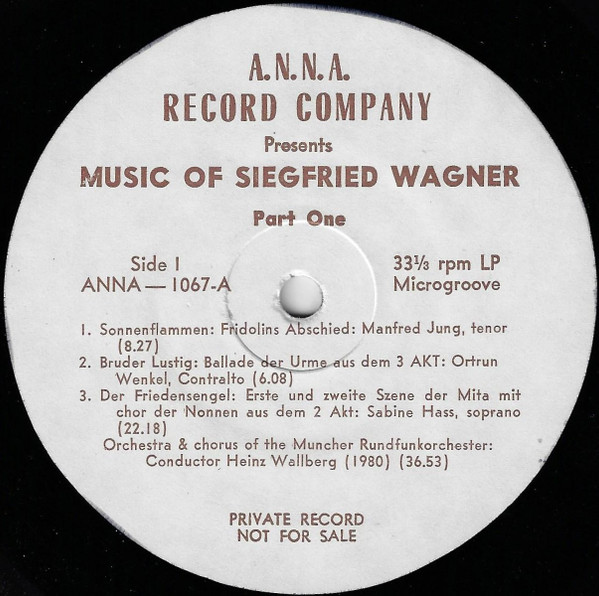 A.N.N.A.
RECORD COMPANY
Presents
MUSIC OF SIEGFRIED WAGNER
Part One
Side 1
ANNA — 1067-A
33⅓ rpm LP
Microgroove
1. Sonnenflammen: Fridolins Abschied: Manfred Jung, tenor
(8.27)
2. Bruder Lustig: Ballade der Urme aus dem 3 AKT: Ortrun
Wenkel, Contralto (6.08)
3. Der Friedensengel: Erste und zweite Szene der Mita mit
chor der Nonnen aus dem 2 Akt: Sabine Hass, soprano
(22.18)
Orchestra & chorus of the Muncher Rundfunkorchester:
Conductor Heinz Wallberg (1980) (36.53)
PRIVATE RECORD
NOT FOR SALE